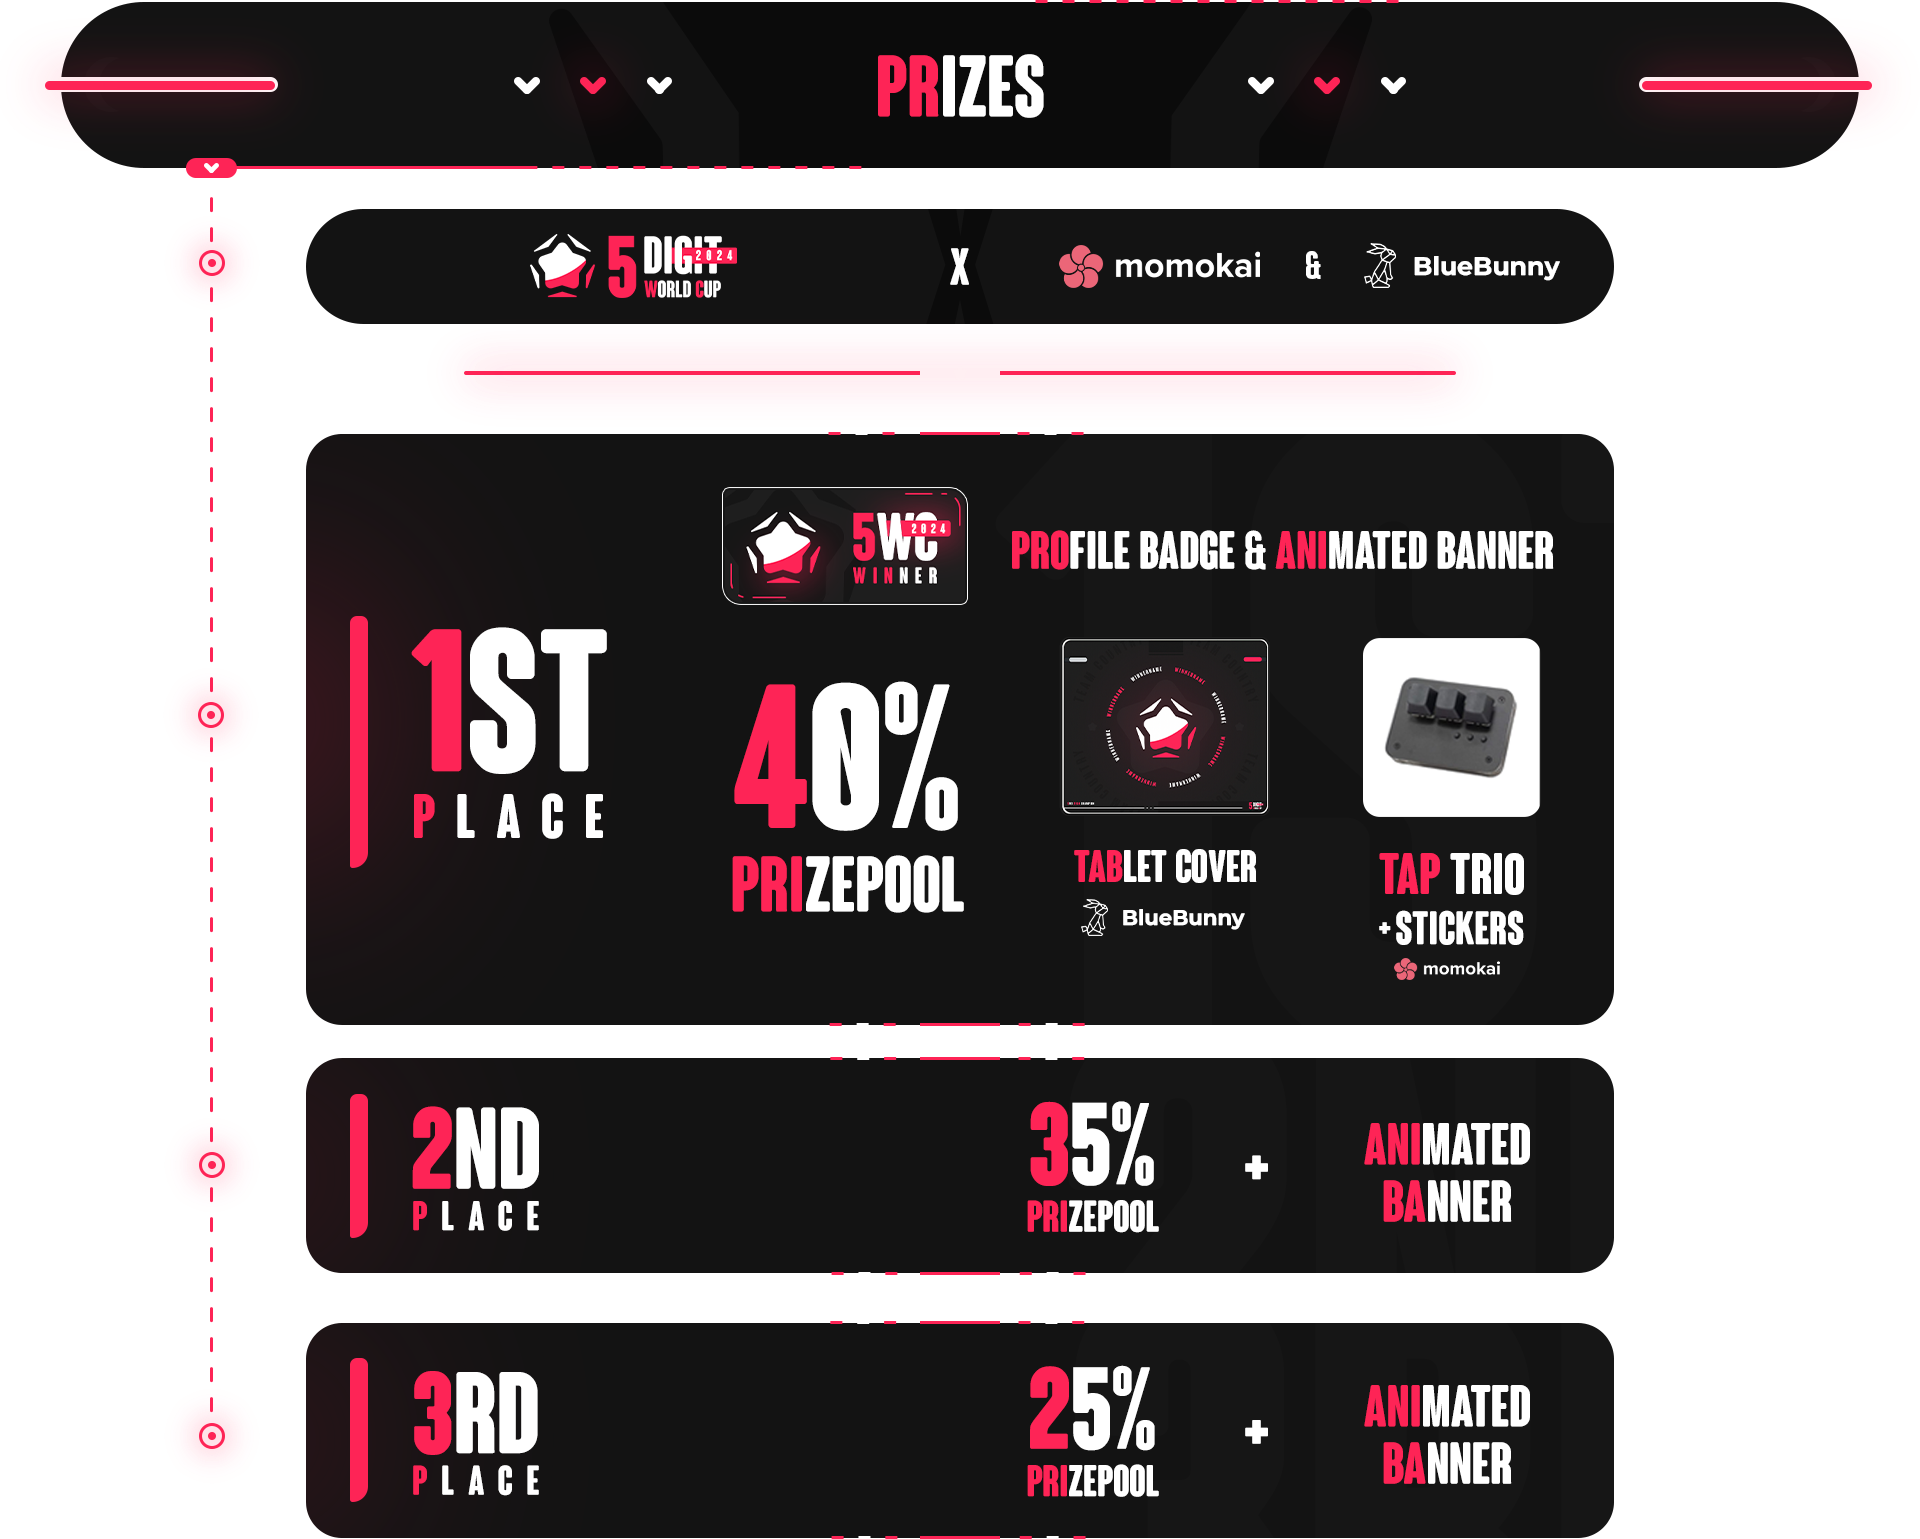 PRIZES
5 DIGIT 2024
WORLD CUP
X
momokai & BlueBunny
5WC 2024
WINNER
PROFILE BADGE & ANIMATED BANNER
1ST
PLACE
40%
PRIZEPOOL
TABLET COVER
BlueBunny
TAP TRIO
+ STICKERS
momokai
2ND
PLACE
35%
PRIZEPOOL
+
ANIMATED
BANNER
3RD
PLACE
25%
PRIZEPOOL
+
ANIMATED
BANNER